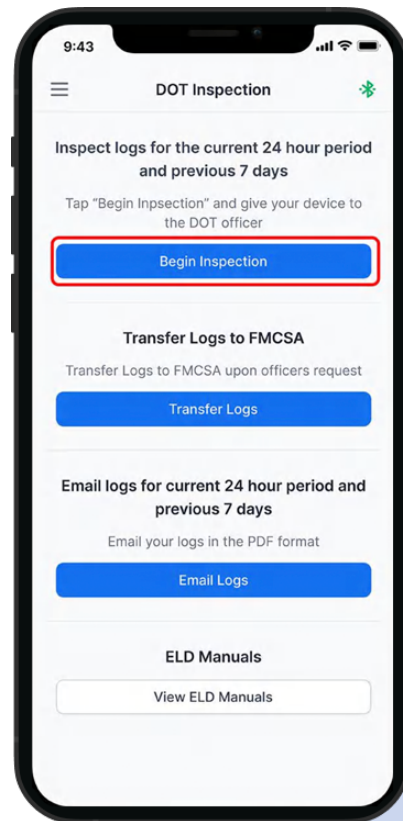 9:43
DOT Inspection
Inspect logs for the current 24 hour period
and previous 7 days
Tap "Begin Inpsection" and give your device to
the DOT officer
Begin Inspection
Transfer Logs to FMCSA
Transfer Logs to FMCSA upon officers request
Transfer Logs
Email logs for current 24 hour period and
previous 7 days
Email your logs in the PDF format
Email Logs
ELD Manuals
View ELD Manuals